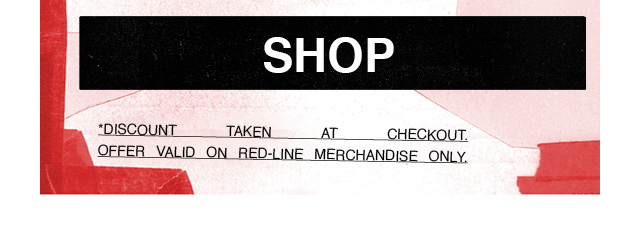 SHOP
*DISCOUNT TAKEN AT CHECKOUT.
OFFER VALID ON RED-LINE MERCHANDISE ONLY.